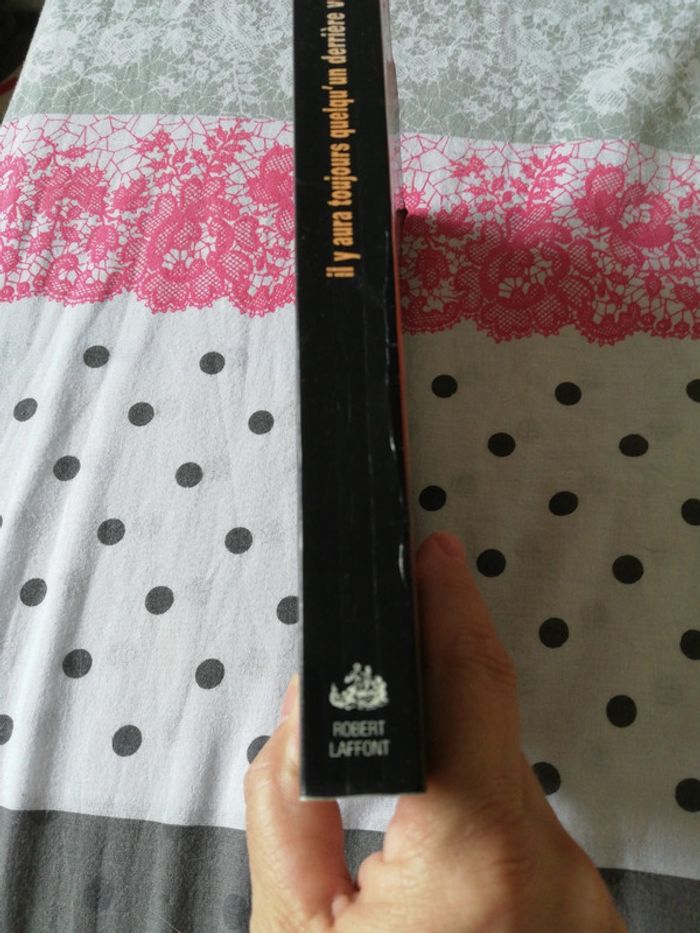 il y aura toujours quelqu'un derrière
ROBERT
LAFFONT